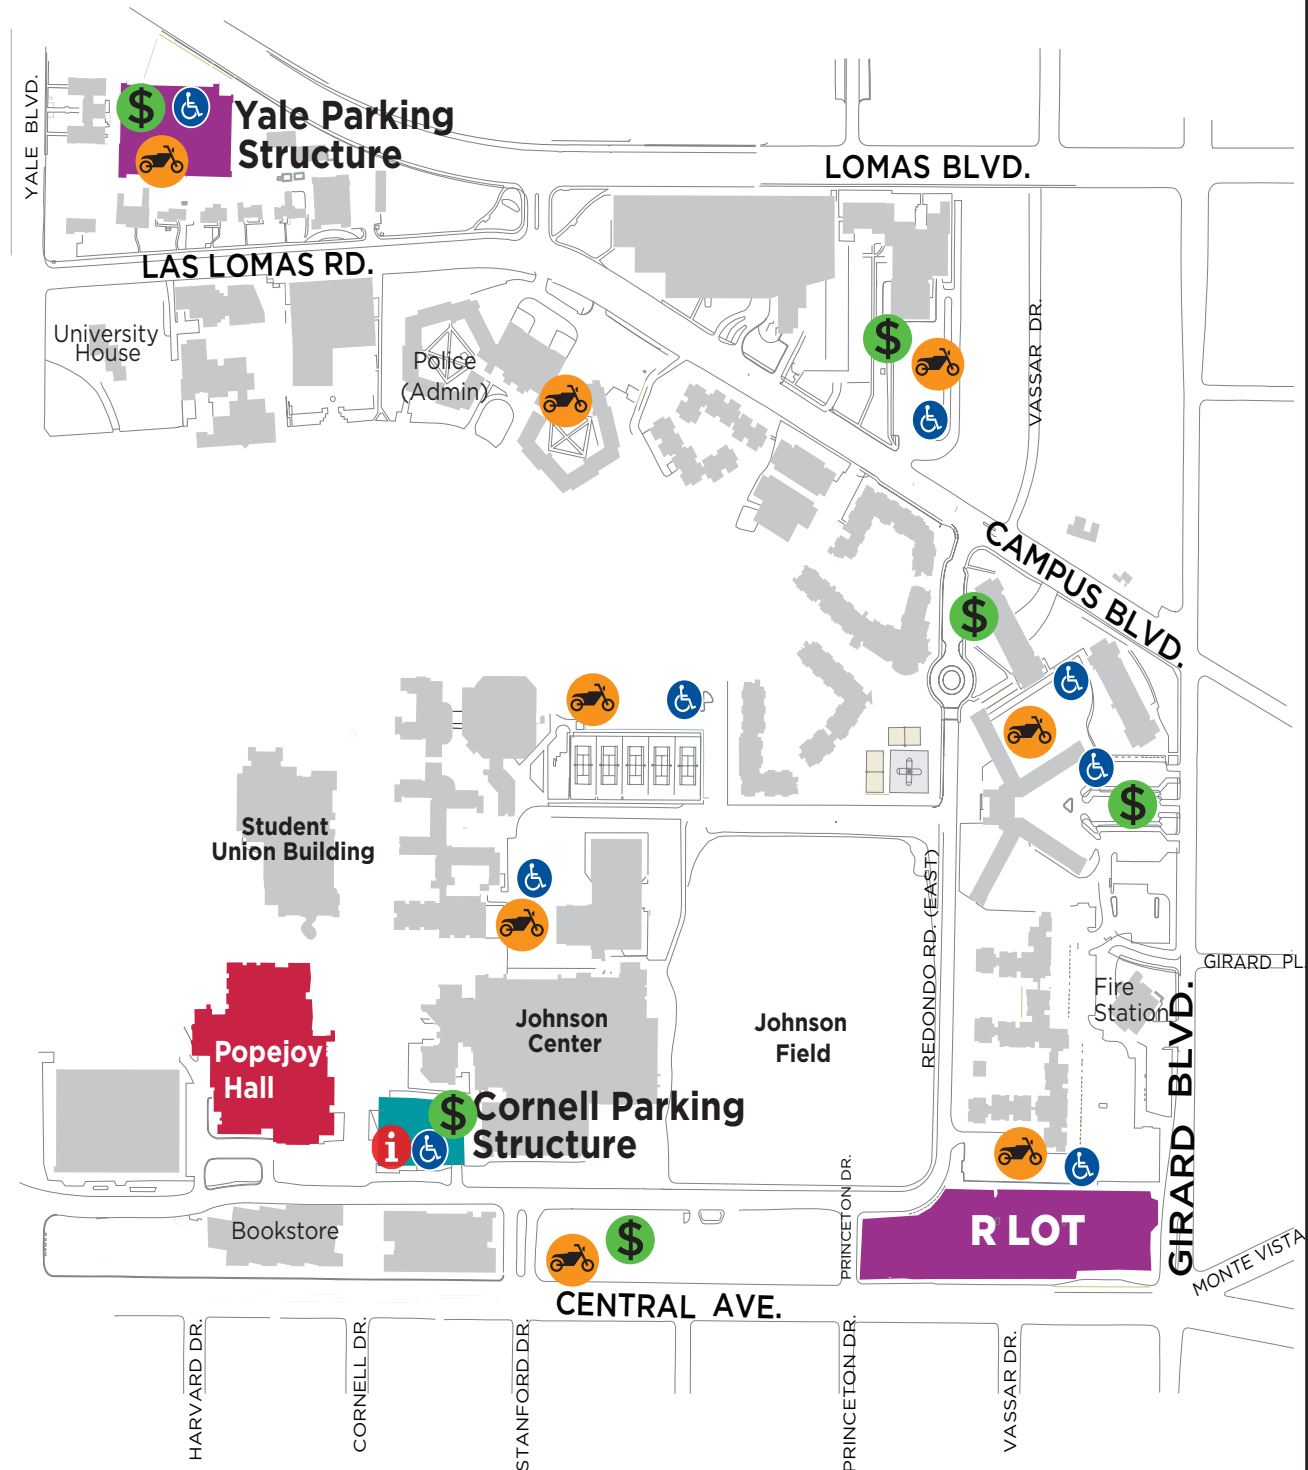 YALE BLVD.
$
Yale Parking
Structure
LOMAS BLVD.
LAS LOMAS RD.
University
House
Police
(Admin)
$
VASSAR DR.
CAMPUS BLVD.
$
$
Student
Union Building
REDONDO RD. (EAST)
GIRARD PL
Fire
Station
GIRARD BLVD.
Johnson
Center
Johnson
Field
Popejoy
Hall
$
Cornell Parking
Structure
i
PRINCETON DR.
R LOT
Bookstore
$
MONTE VISTA
CENTRAL AVE.
HARVARD DR.
CORNELL DR.
STANFORD DR.
PRINCETON DR.
VASSAR DR.